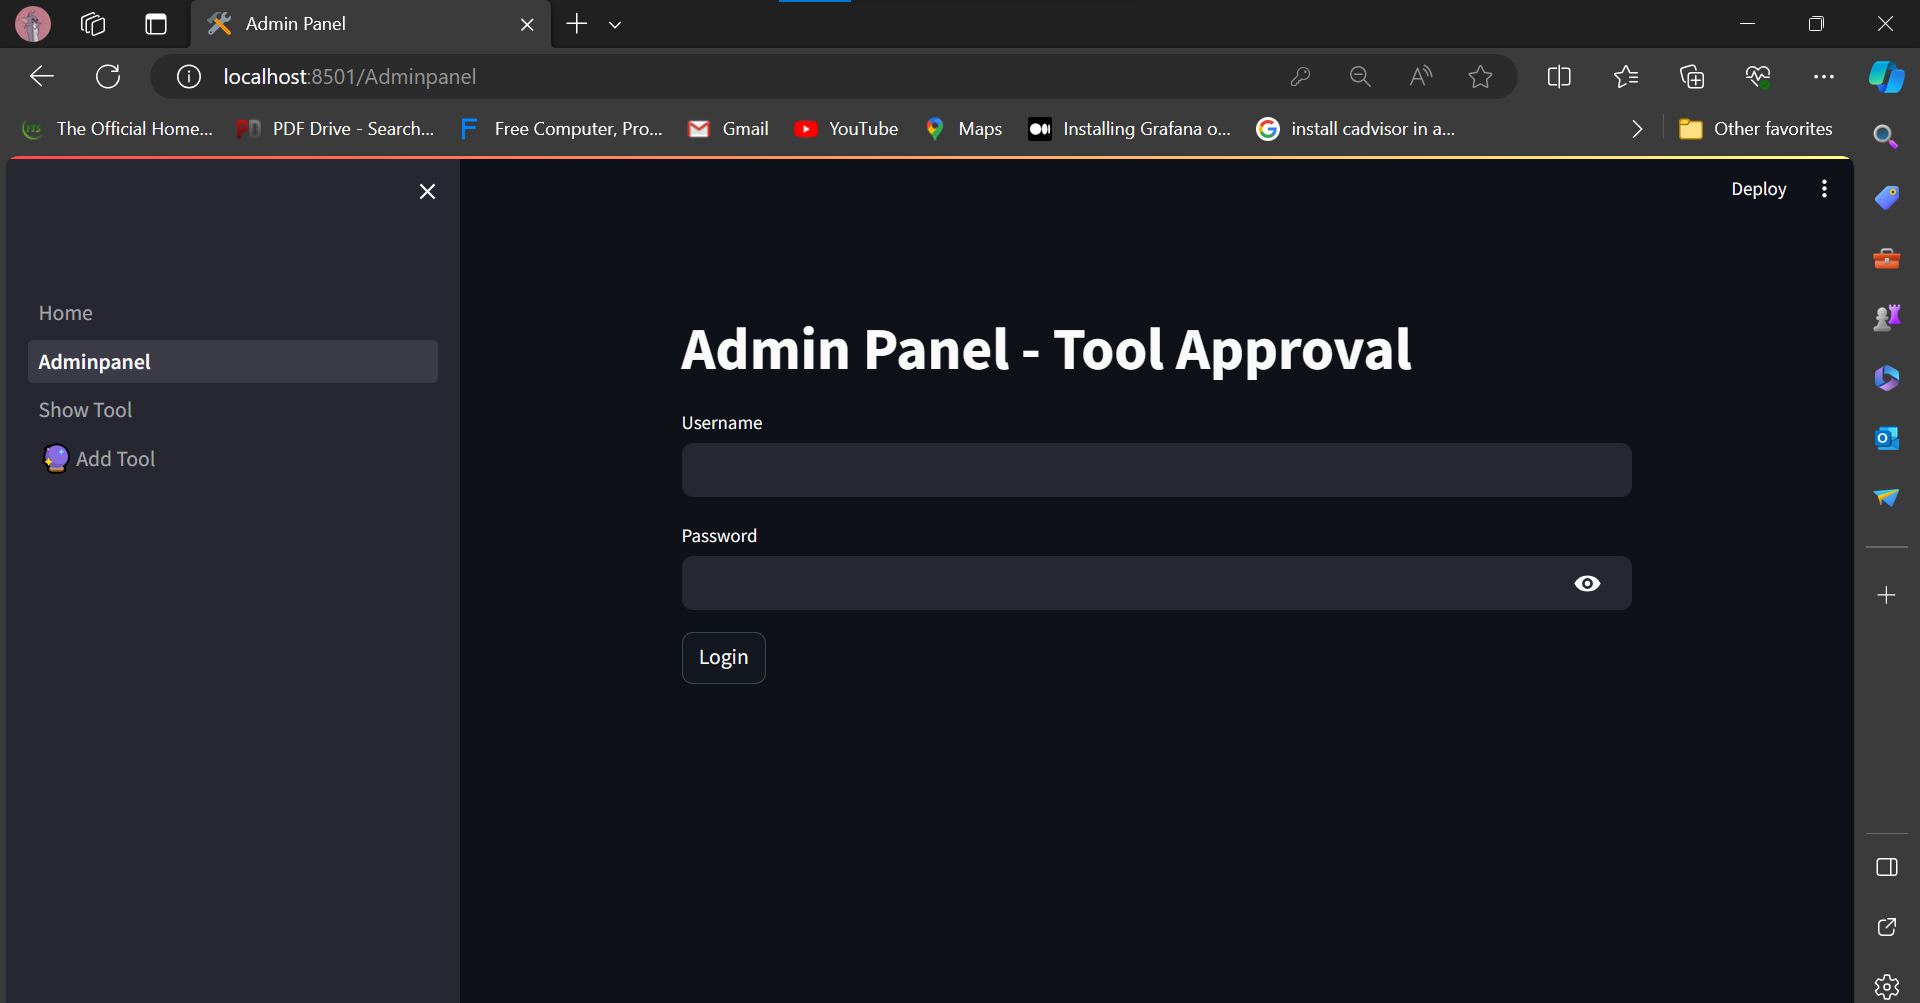 Admin Panel
localhost:8501/Adminpanel
The Official Home... PDF Drive - Search... Free Computer, Pro... Gmail YouTube Maps Installing Grafana o... install cadvisor in a... Other favorites
Deploy
Home
Adminpanel
Show Tool
Add Tool
Admin Panel - Tool Approval
Username
Password
Login